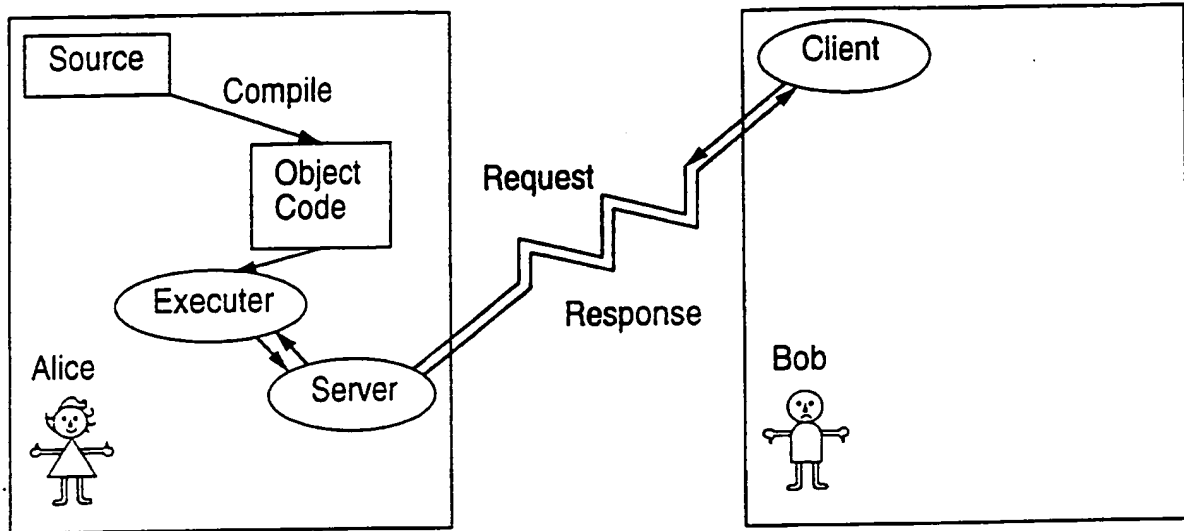 Source
Compile
Object
Code
Executer
Server
Alice
Request
Response
Client
Bob